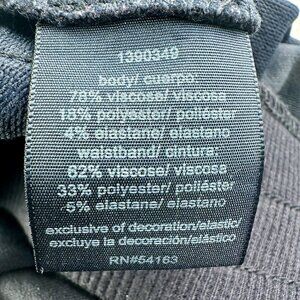 1390349
body/ cuerpo:
78% viscose/ viscosa
18% polyester/ poliéster
4% elastane/ elastano
waistband/ cintura:
62% viscose/ viscosa
33% polyester/ poliéster
5% elastane/ elastano
exclusive of decoration/elastic/
excluye la decoración/elástico
RN#54163